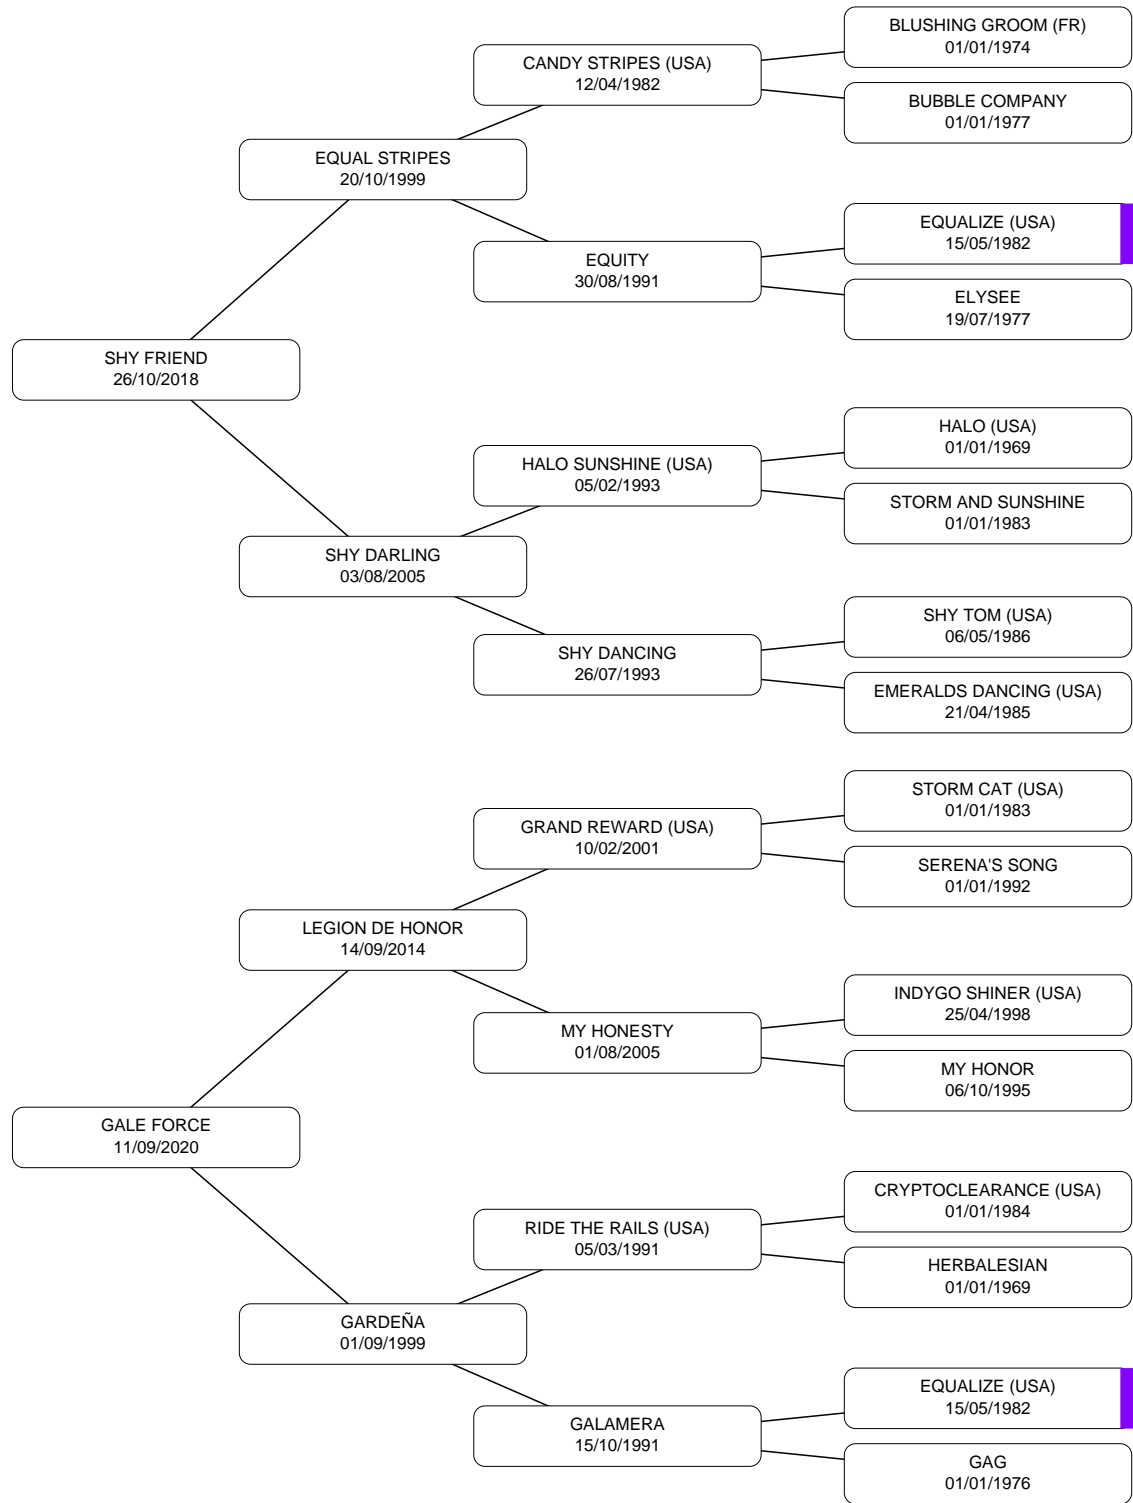 BLUSHING GROOM (FR)
01/01/1974
CANDY STRIPES (USA)
12/04/1982
BUBBLE COMPANY
01/01/1977
EQUAL STRIPES
20/10/1999
EQUALIZE (USA)
15/05/1982
EQUITY
30/08/1991
ELYSEE
19/07/1977
SHY FRIEND
26/10/2018
HALO (USA)
01/01/1969
HALO SUNSHINE (USA)
05/02/1993
STORM AND SUNSHINE
01/01/1983
SHY DARLING
03/08/2005
SHY TOM (USA)
06/05/1986
SHY DANCING
26/07/1993
EMERALDS DANCING (USA)
21/04/1985
STORM CAT (USA)
01/01/1983
GRAND REWARD (USA)
10/02/2001
SERENA'S SONG
01/01/1992
LEGION DE HONOR
14/09/2014
INDYGO SHINER (USA)
25/04/1998
MY HONESTY
01/08/2005
MY HONOR
06/10/1995
GALE FORCE
11/09/2020
CRYPTOCLEARANCE (USA)
01/01/1984
RIDE THE RAILS (USA)
05/03/1991
HERBALESIAN
01/01/1969
GARDEÑA
01/09/1999
EQUALIZE (USA)
15/05/1982
GALAMERA
15/10/1991
GAG
01/01/1976